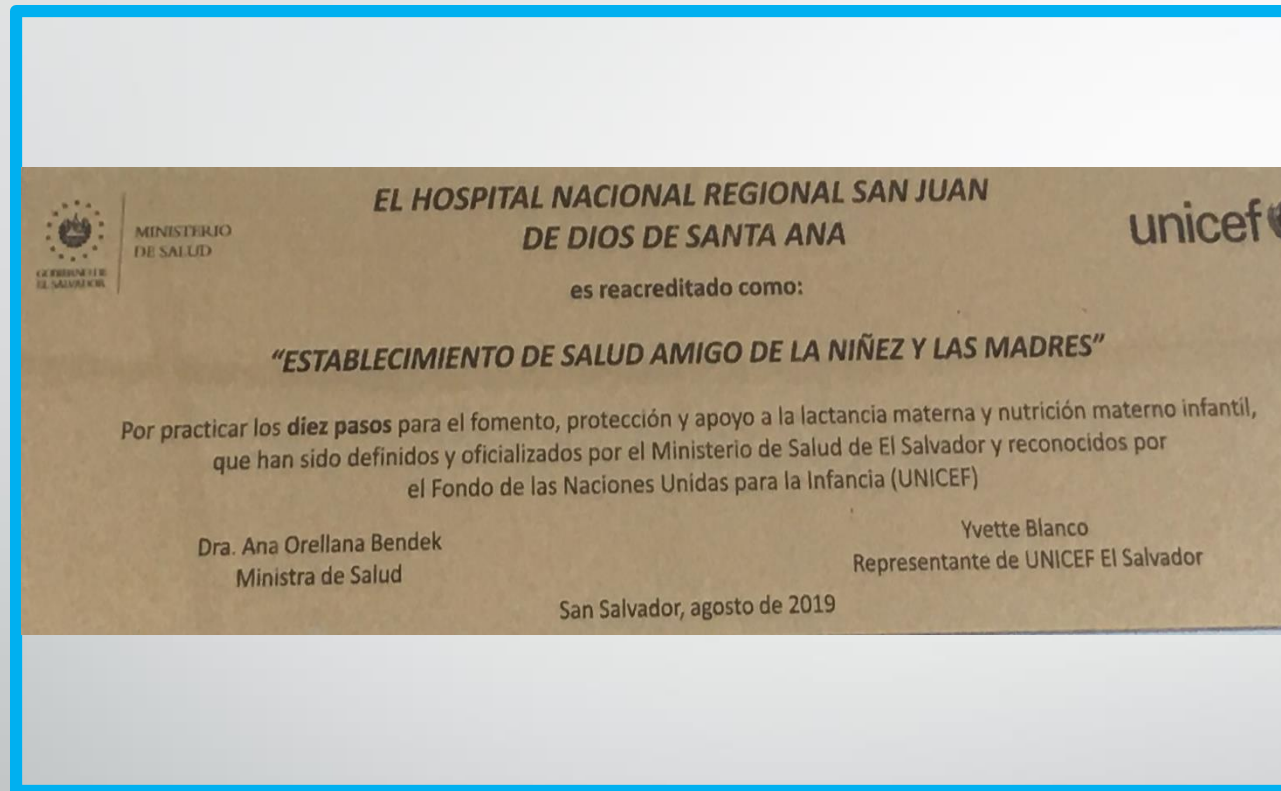 EL HOSPITAL NACIONAL REGIONAL SAN JUAN
DE DIOS DE SANTA ANA
MINISTERIO
DE SALUD
GOBIERNO DE
EL SALVADOR
unicef
es reacreditado como:
“ESTABLECIMIENTO DE SALUD AMIGO DE LA NIÑEZ Y LAS MADRES”
Por practicar los diez pasos para el fomento, protección y apoyo a la lactancia materna y nutrición materno infantil,
que han sido definidos y oficializados por el Ministerio de Salud de El Salvador y reconocidos por
el Fondo de las Naciones Unidas para la Infancia (UNICEF)
Dra. Ana Orellana Bendek
Ministra de Salud
Yvette Blanco
Representante de UNICEF El Salvador
San Salvador, agosto de 2019